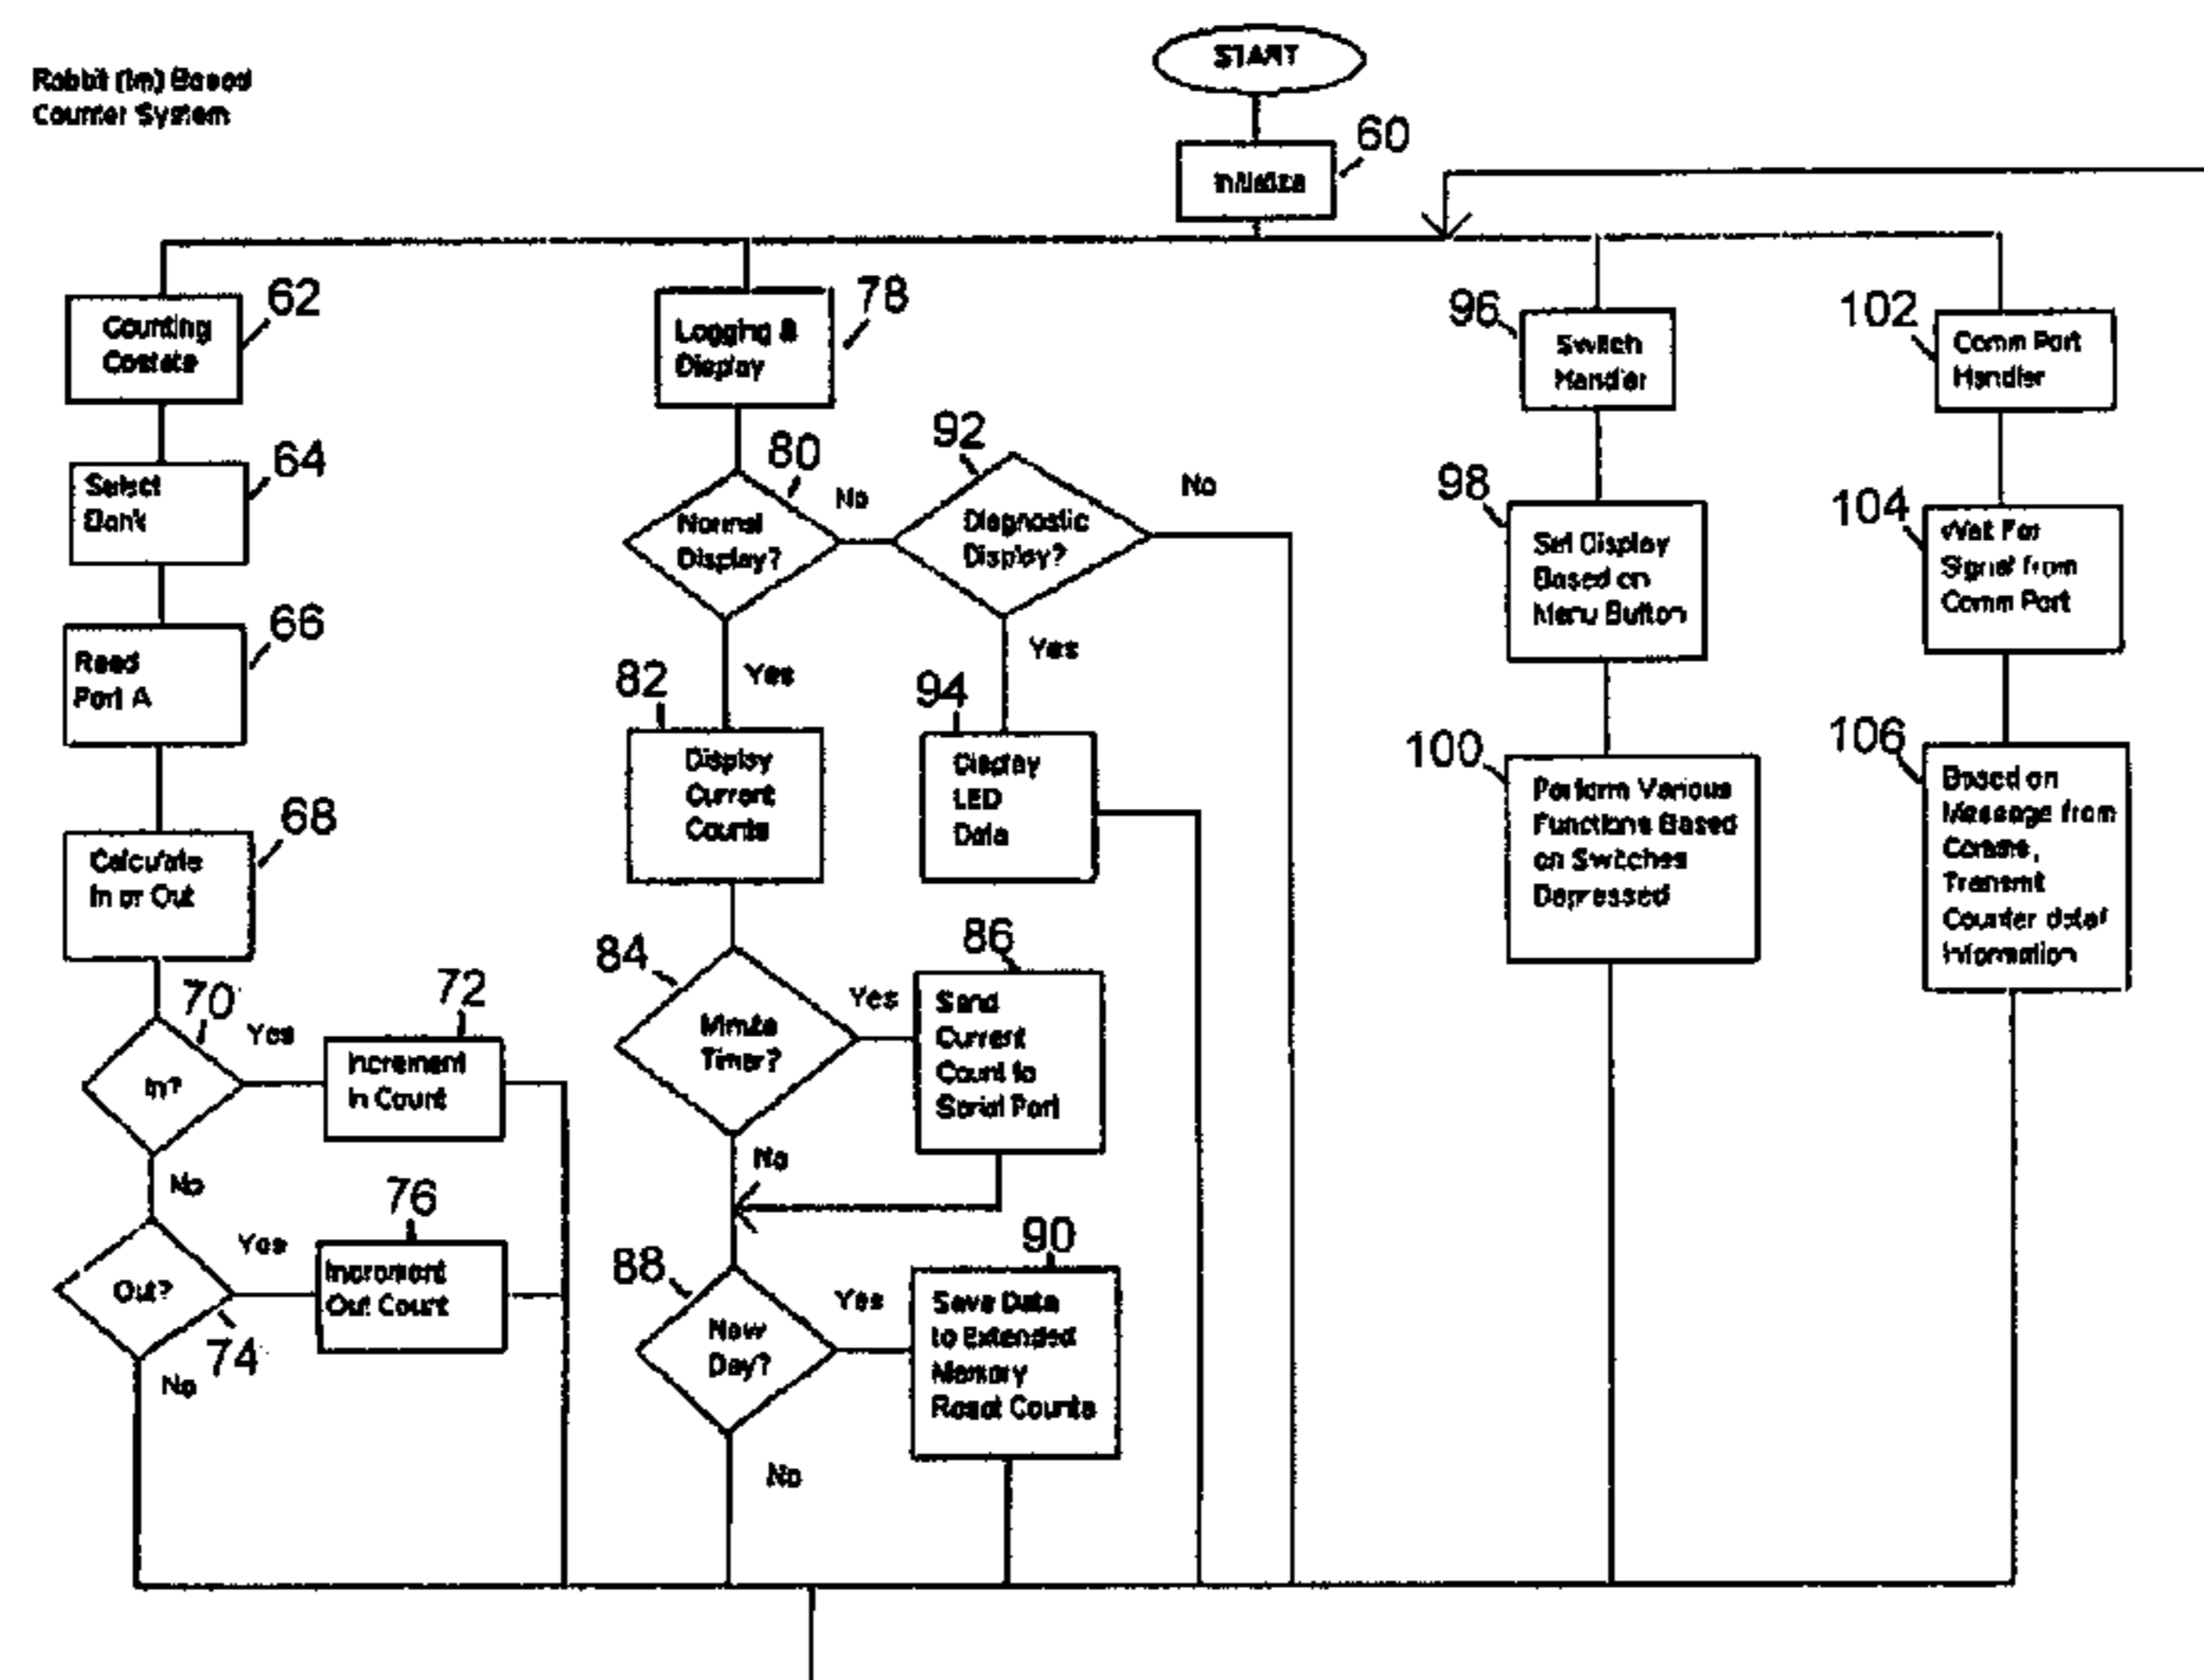 Rabbit (tm) Based
Counter System
START
60
Initialize
62
Counting
Costate
64
Select
Bank
66
Read
Port A
68
Calculate
In or Out
70
In?
Yes
72
Increment
In Count
No
Out?
74
Yes
76
Increment
Out Count
No
78
Logging &
Display
80
Normal
Display?
No
92
Diagnostic
Display?
No
Yes
82
Display
Current
Counts
Yes
94
Display
LED
Data
84
Minute
Timer?
Yes
86
Send
Current
Count to
Serial Port
No
88
New
Day?
Yes
90
Save Data
to Extended
Memory
Reset Counts
No
96
Switch
Handler
98
Set Display
Based on
Menu Button
100
Perform Various
Functions Based
on Switches
Depressed
102
Comm Port
Handler
104
Wait For
Signal from
Comm Port
106
Based on
Message from
Transmit
Counter data/
Information